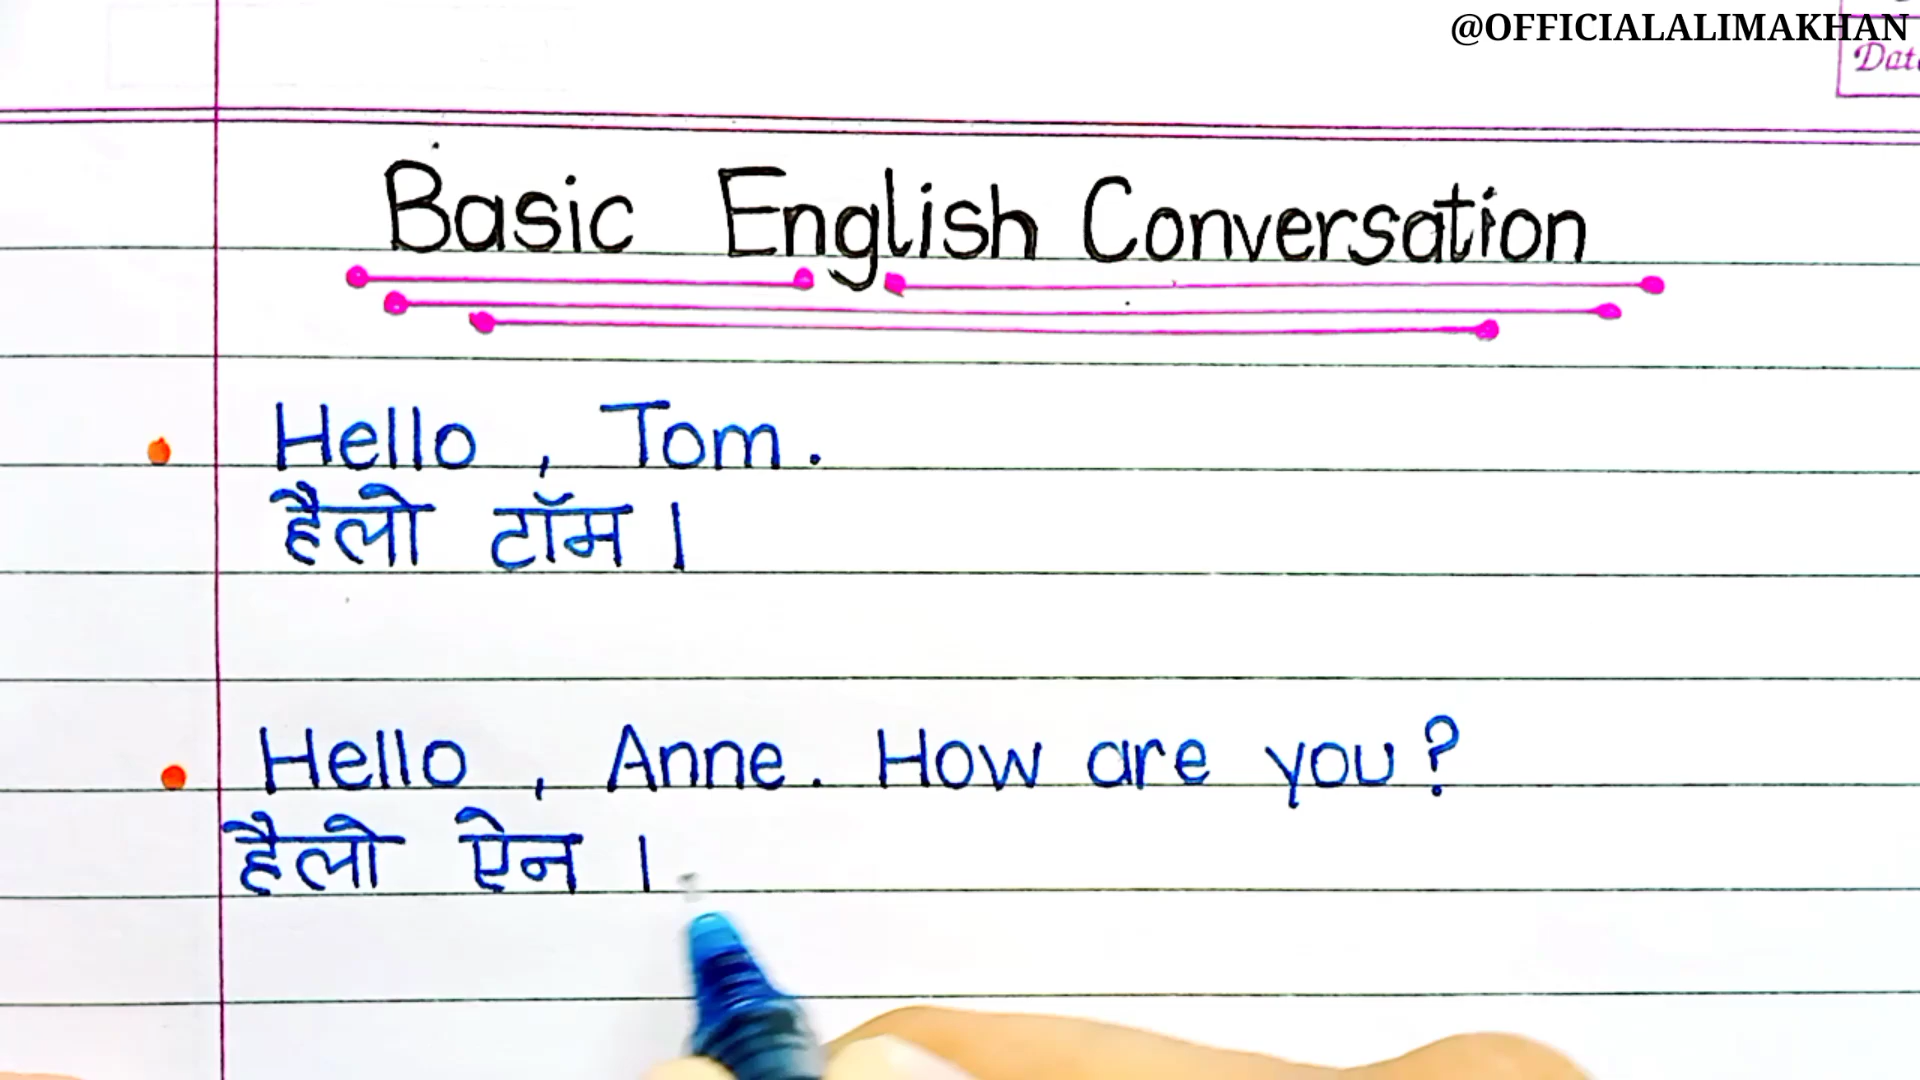 @OFFICIALALIMAKHAN
Basic English Conversation
Hello, Tom.
हैलो टॉम।
Hello, Anne. How are you?
हैलो ऐन।